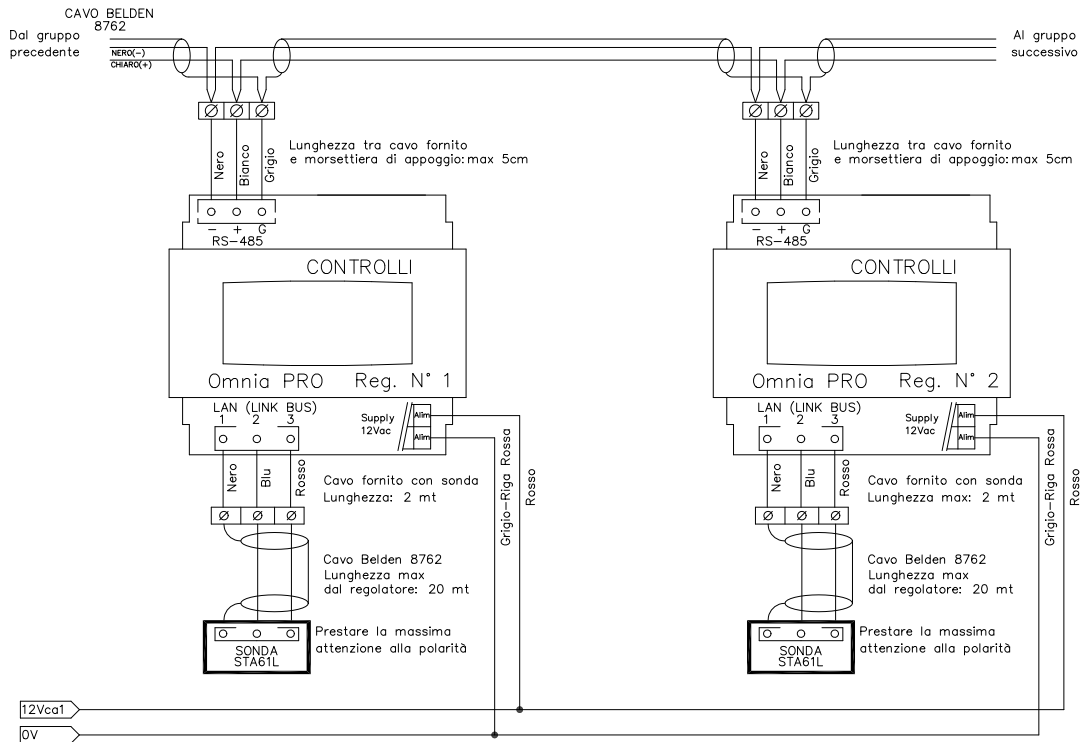 CAVO BELDEN
8762
Dal gruppo
precedente
NERO(-)
CHIARO(+)
Al gruppo
successivo
Nero
Bianco
Grigio
Lunghezza tra cavo fornito
e morsettiera di appoggio: max 5cm
- + G
RS-485
CONTROLLI
Omnia PRO Reg. N° 1
LAN (LINK BUS)
1 2 3
Supply
12Vac
Alim
Alim
Nero
Blu
Rosso
Cavo fornito con sonda
Lunghezza: 2 mt
Grigio-Riga Rossa
Rosso
Cavo Belden 8762
Lunghezza max
dal regolatore: 20 mt
SONDA
STA61L
Prestare la massima
attenzione alla polarità
Nero
Bianco
Grigio
Lunghezza tra cavo fornito
e morsettiera di appoggio: max 5cm
- + G
RS-485
CONTROLLI
Omnia PRO Reg. N° 2
LAN (LINK BUS)
1 2 3
Supply
12Vac
Alim
Alim
Nero
Blu
Rosso
Cavo fornito con sonda
Lunghezza max: 2 mt
Grigio-Riga Rossa
Rosso
Cavo Belden 8762
Lunghezza max
dal regolatore: 20 mt
SONDA
STA61L
Prestare la massima
attenzione alla polarità
12Vca1
0V